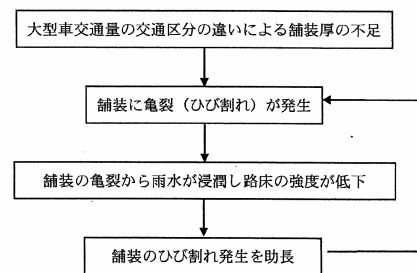 大型車交通量の交通区分の違いによる舗装厚の不足
舗装に亀裂（ひび割れ）が発生
舗装の亀裂から雨水が浸潤し路床の強度が低下
舗装のひび割れ発生を助長